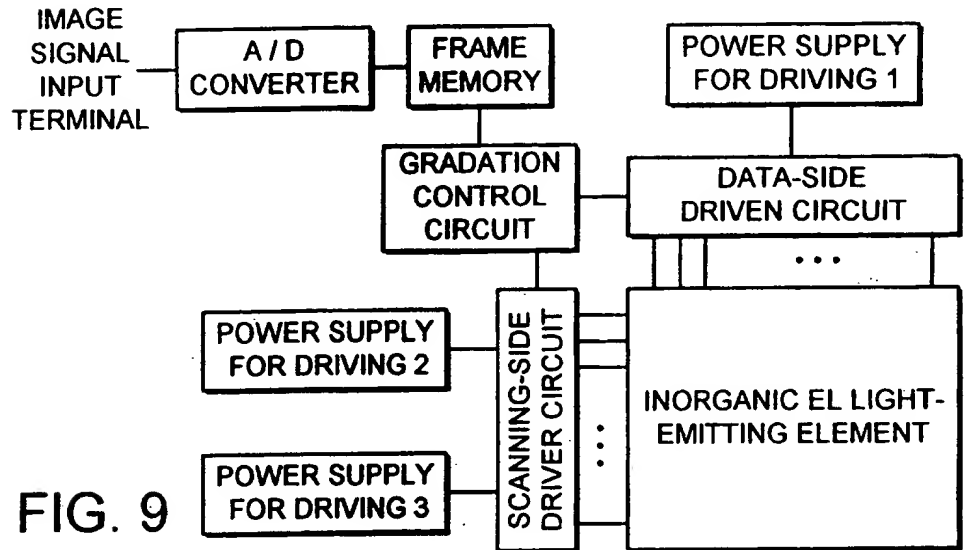 IMAGE
SIGNAL
INPUT
TERMINAL
A / D
CONVERTER
FRAME
MEMORY
POWER SUPPLY
FOR DRIVING 1
GRADATION
CONTROL
CIRCUIT
DATA-SIDE
DRIVEN CIRCUIT
POWER SUPPLY
FOR DRIVING 2
SCANNING-SIDE
DRIVER CIRCUIT
INORGANIC EL LIGHT-
EMITTING ELEMENT
POWER SUPPLY
FOR DRIVING 3
FIG. 9